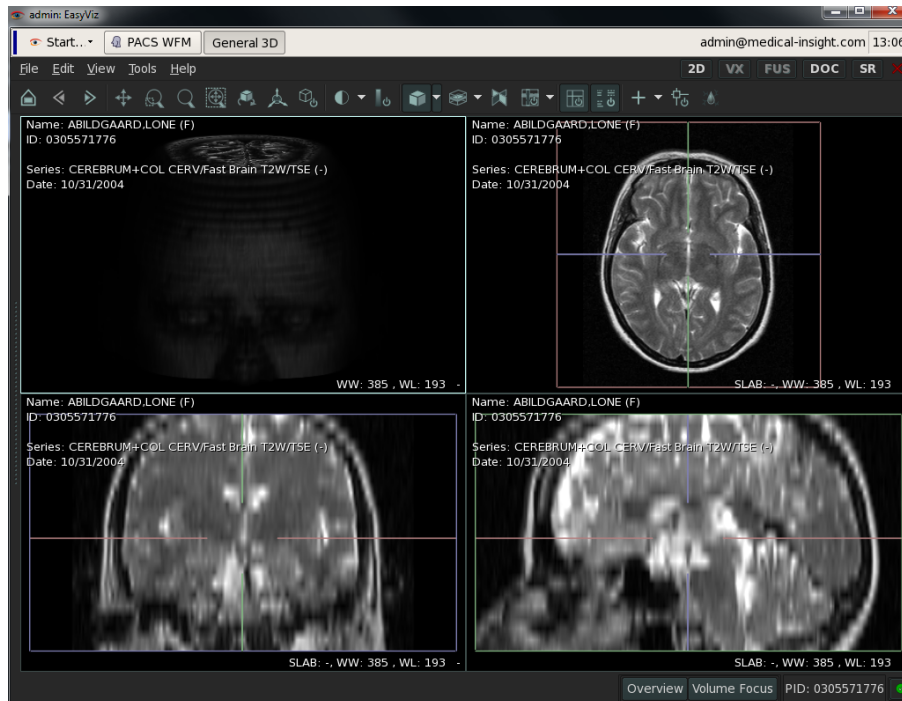 admin: EasyViz
Start... PACS WFM General 3D admin@medical-insight.com 13:06
File Edit View Tools Help 2D VX FUS DOC SR
Name: ABILDGAARD,LONE (F)
ID: 0305571776
Series: CEREBRUM+COL CERV/Fast Brain T2W/TSE (-)
Date: 10/31/2004
WW: 385 , WL: 193 -
Name: ABILDGAARD,LONE (F)
ID: 0305571776
Series: CEREBRUM+COL CERV/Fast Brain T2W/TSE (-)
Date: 10/31/2004
SLAB: -, WW: 385 , WL: 193
Name: ABILDGAARD,LONE (F)
ID: 0305571776
Series: CEREBRUM+COL CERV/Fast Brain T2W/TSE (-)
Date: 10/31/2004
SLAB: -, WW: 385 , WL: 193 -
Name: ABILDGAARD,LONE (F)
ID: 0305571776
Series: CEREBRUM+COL CERV/Fast Brain T2W/TSE (-)
Date: 10/31/2004
SLAB: -, WW: 385 , WL: 193
Overview Volume Focus PID: 0305571776